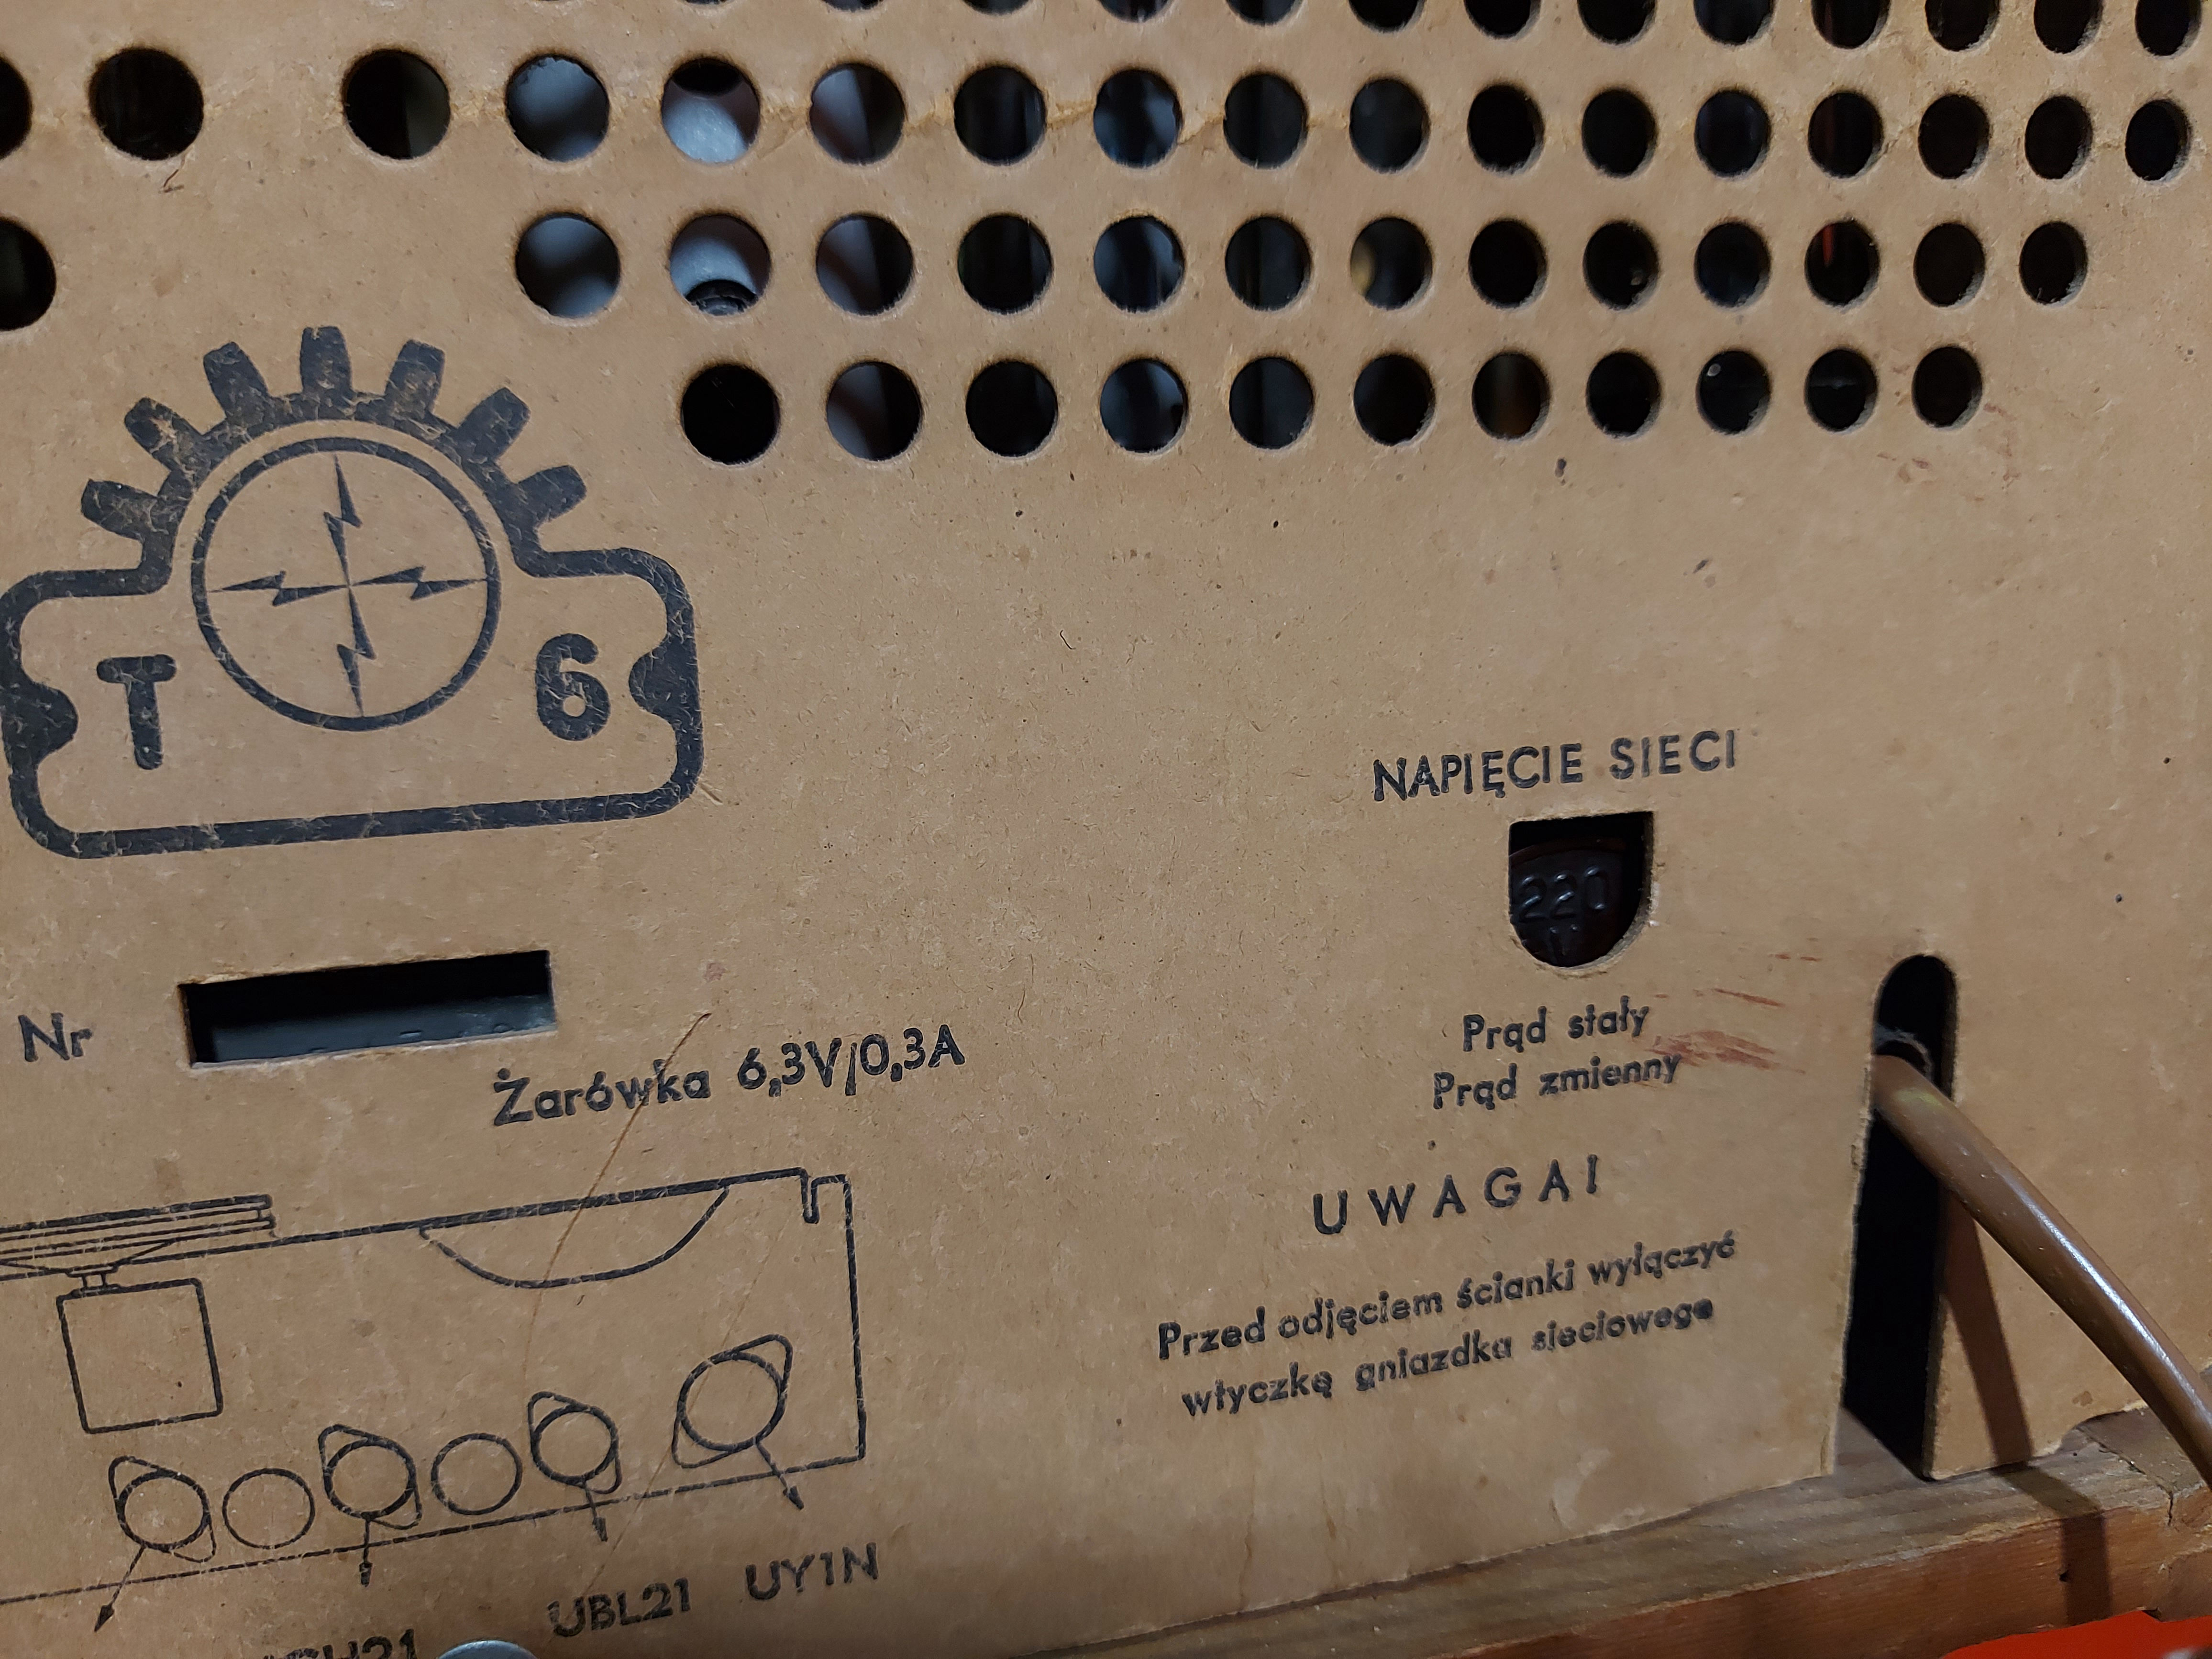 T 6
NAPIĘCIE SIECI
220
V
Nr
Żarówka 6,3V/0,3A
Prąd stały
Prąd zmienny
UWAGA!
Przed odjęciem ścianki wyłączyć
wtyczkę gniazdka sieciowego
UBL21 UY1N